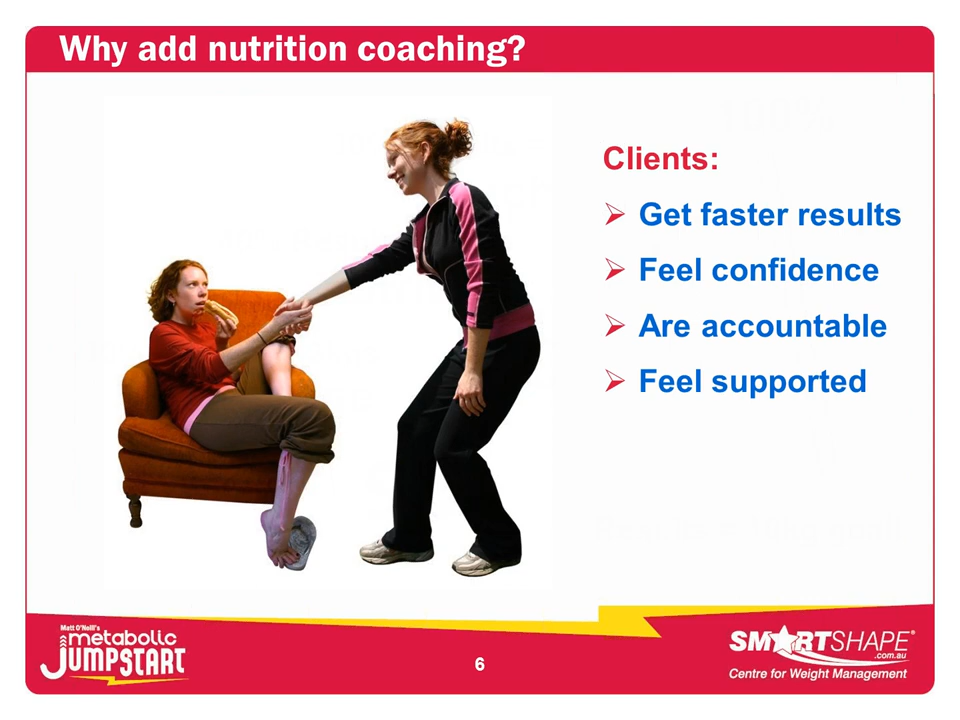 Why add nutrition coaching?
Clients:
Get faster results
Feel confidence
Are accountable
Feel supported
Matt O'Neill's
metabolic
JUMPSTART
6
SMARTSHAPE®
.com.au
Centre for Weight Management